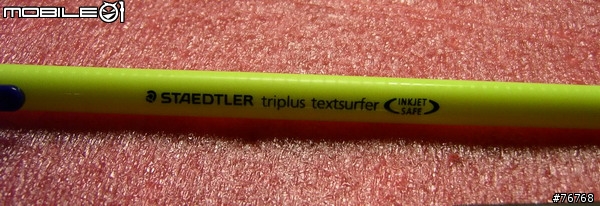 MOBILE01
STAEDTLER triplus textsurfer INKJET
SAFE
#76768